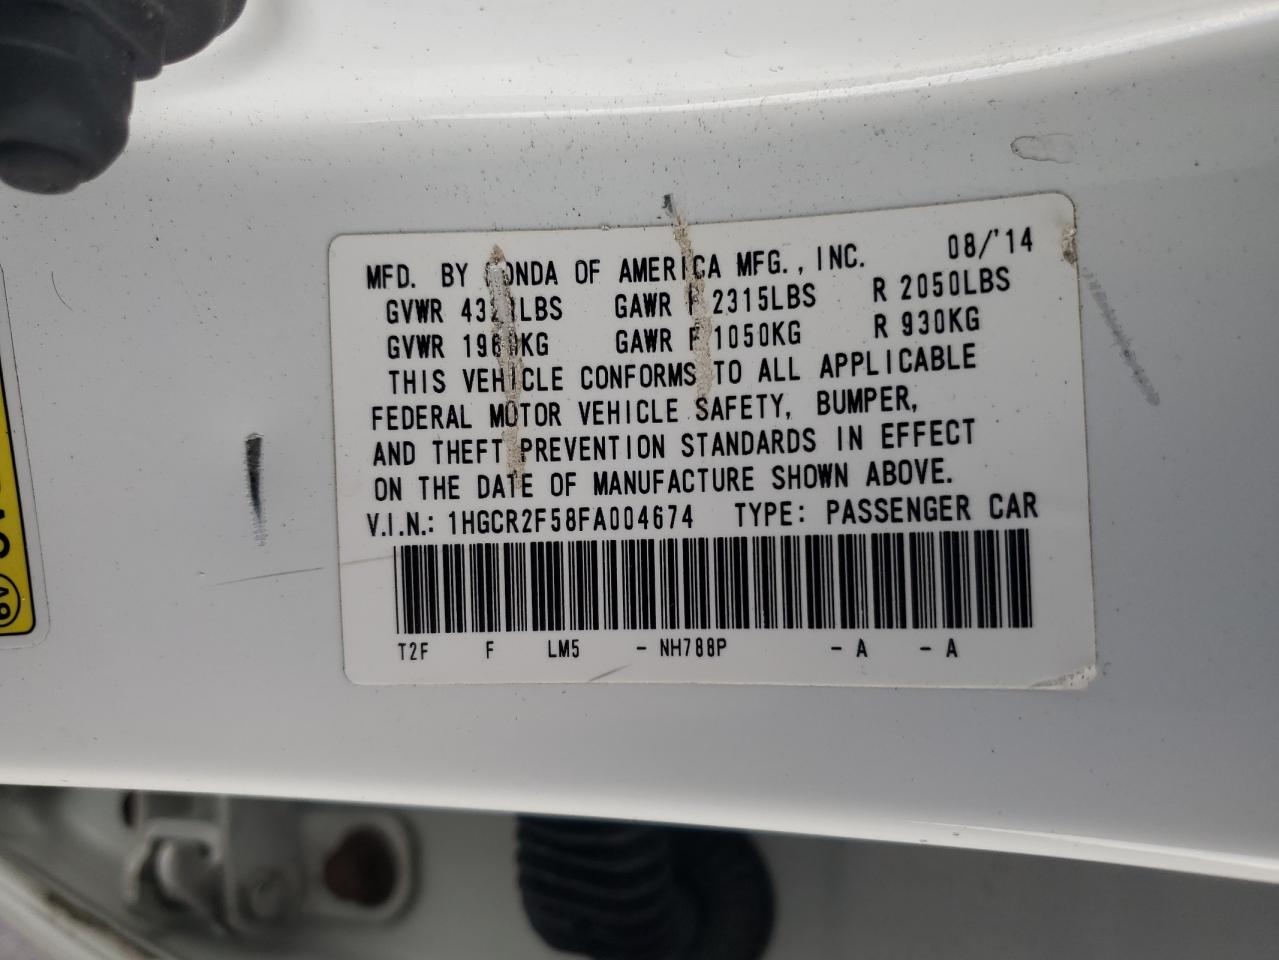 MFD. BY HONDA OF AMERICA MFG., INC. 08/'14
GVWR LBS GAWR F 2315LBS R 2050LBS
GVWR KG GAWR F 1050KG R 930KG
THIS VEHICLE CONFORMS TO ALL APPLICABLE
FEDERAL MOTOR VEHICLE SAFETY, BUMPER,
AND THEFT PREVENTION STANDARDS IN EFFECT
ON THE DATE OF MANUFACTURE SHOWN ABOVE.
V.I.N.: 1HGCR2F58FA004674 TYPE: PASSENGER CAR
T2F F LM5 - NH788P - A - A